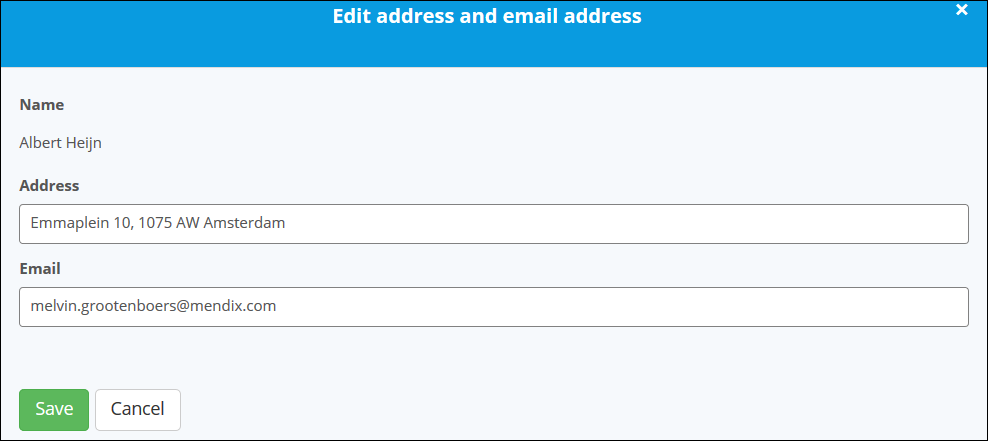 Edit address and email address
×
Name
Albert Heijn
Address
Emmaplein 10, 1075 AW Amsterdam
Email
melvin.grootenboers@mendix.com
Save Cancel